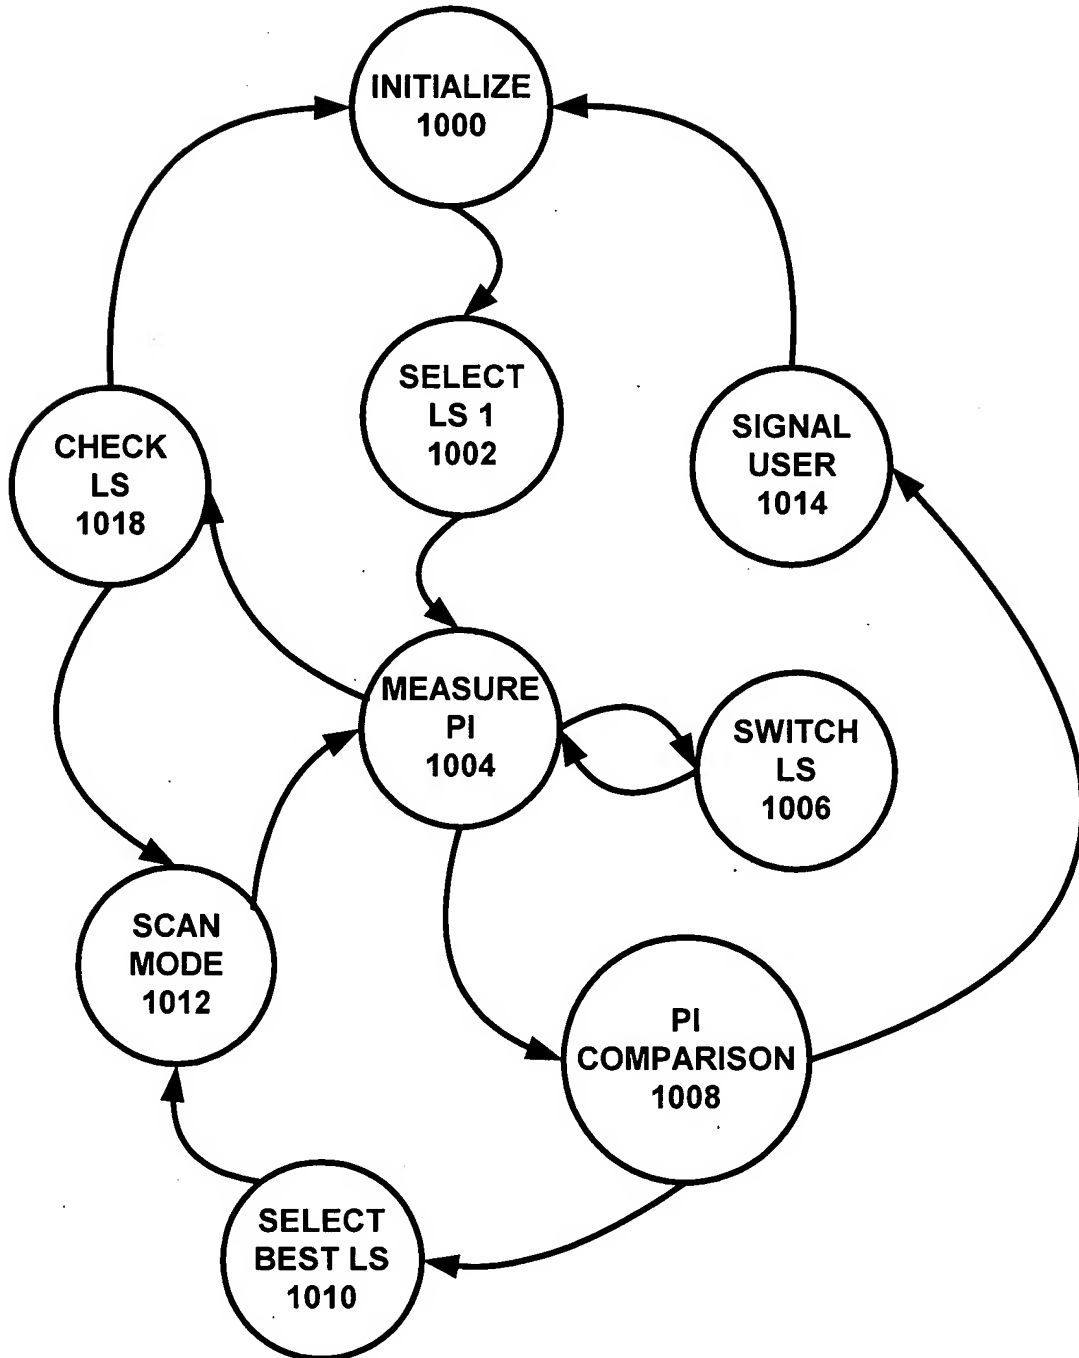 INITIALIZE
1000
SELECT
LS 1
1002
SIGNAL
USER
1014
CHECK
LS
1018
MEASURE
PI
1004
SWITCH
LS
1006
SCAN
MODE
1012
PI
COMPARISON
1008
SELECT
BEST LS
1010